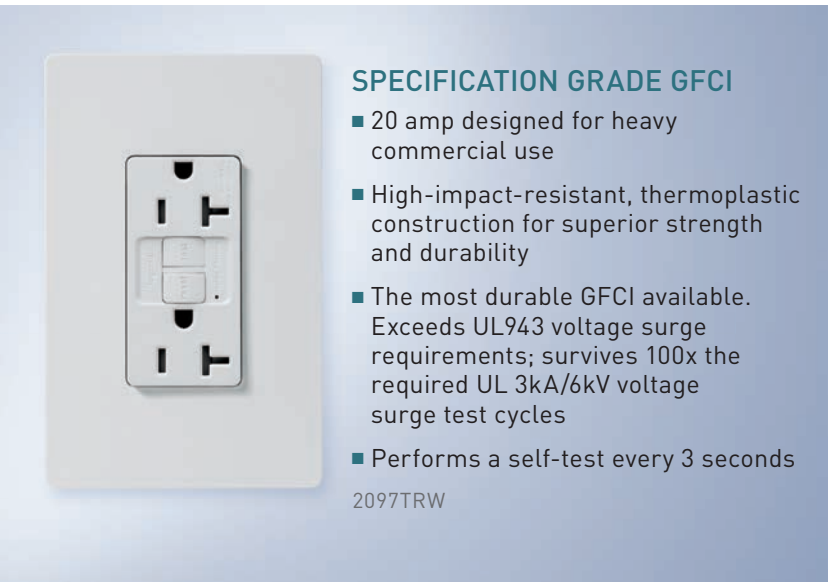 SPECIFICATION GRADE GFCI
■ 20 amp designed for heavy
commercial use
■ High-impact-resistant, thermoplastic
construction for superior strength
and durability
■ The most durable GFCI available.
Exceeds UL943 voltage surge
requirements; survives 100x the
required UL 3kA/6kV voltage
surge test cycles
■ Performs a self-test every 3 seconds
2097TRW